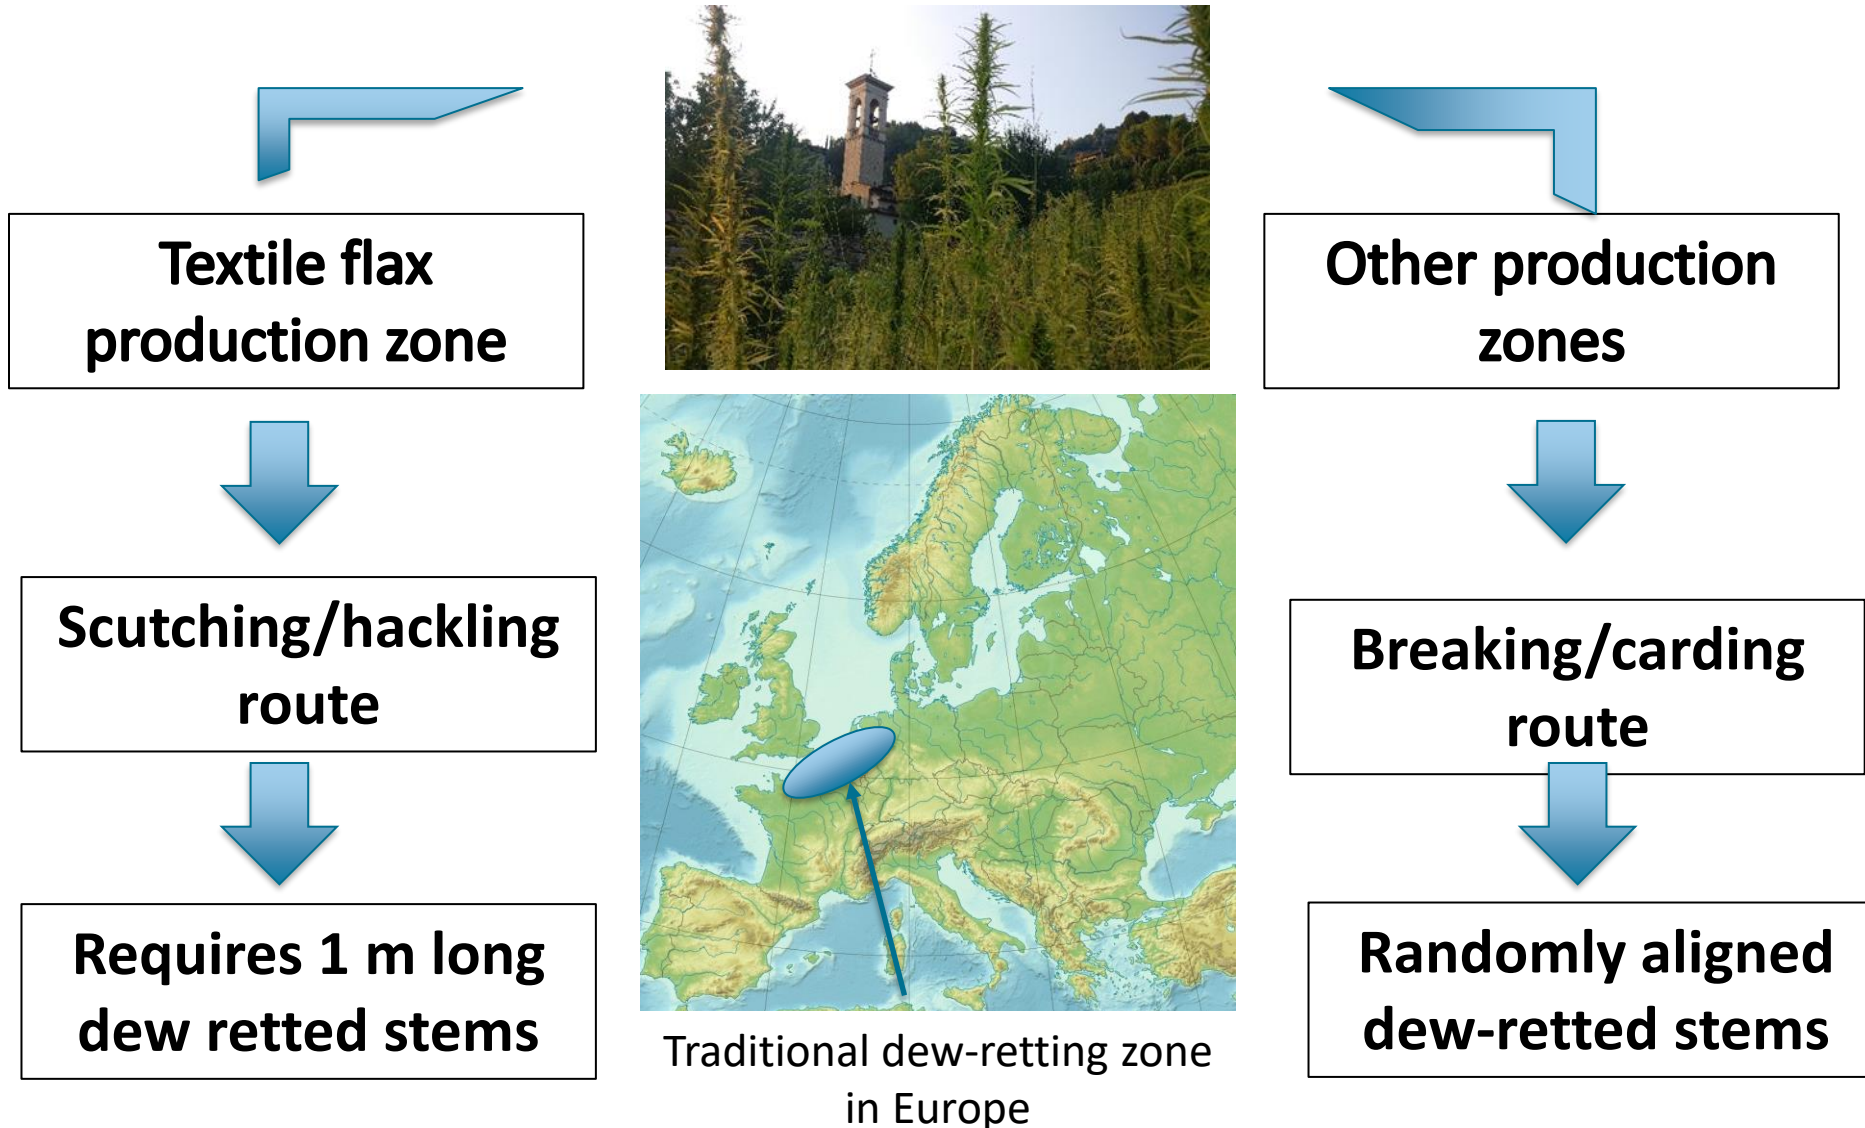 Textile flax
production zone
Scutching/hackling
route
Requires 1 m long
dew retted stems
Traditional dew-retting zone
in Europe
Other production
zones
Breaking/carding
route
Randomly aligned
dew-retted stems